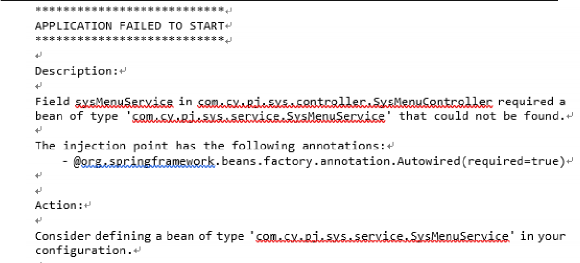 ***************************
APPLICATION FAILED TO START
***************************
Description:
Field sysMenuService in com.cy.pj.sys.controller.SysMenuController required a
bean of type 'com.cy.pj.sys.service.SysMenuService' that could not be found.
The injection point has the following annotations:
- @org.springframework.beans.factory.annotation.Autowired(required=true)
Action:
Consider defining a bean of type 'com.cy.pj.sys.service.SysMenuService' in your
configuration.